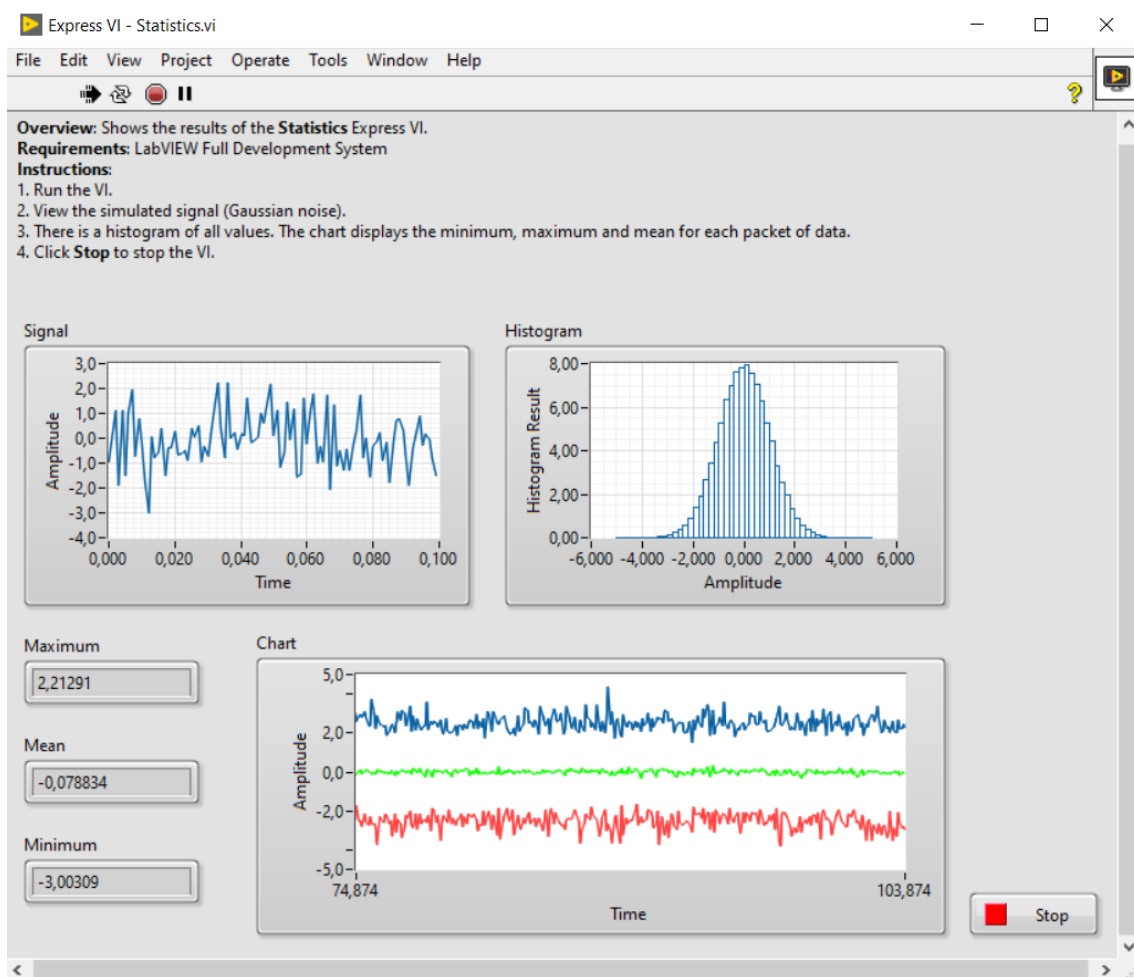 Express VI - Statistics.vi
File Edit View Project Operate Tools Window Help
Overview: Shows the results of the Statistics Express VI.
Requirements: LabVIEW Full Development System
Instructions:
1. Run the VI.
2. View the simulated signal (Gaussian noise).
3. There is a histogram of all values. The chart displays the minimum, maximum and mean for each packet of data.
4. Click Stop to stop the VI.
Signal
3,0
2,0
1,0
0,0
-1,0
-2,0
-3,0
-4,0
Amplitude
0,000 0,020 0,040 0,060 0,080 0,100
Time
Histogram
8,00
6,00
4,00
2,00
0,00
Histogram Result
-6,000 -4,000 -2,000 0,000 2,000 4,000 6,000
Amplitude
Maximum
2,21291
Mean
-0,078834
Minimum
-3,00309
Chart
5,0
2,0
0,0
-2,0
-5,0
Amplitude
74,874 103,874
Time
Stop